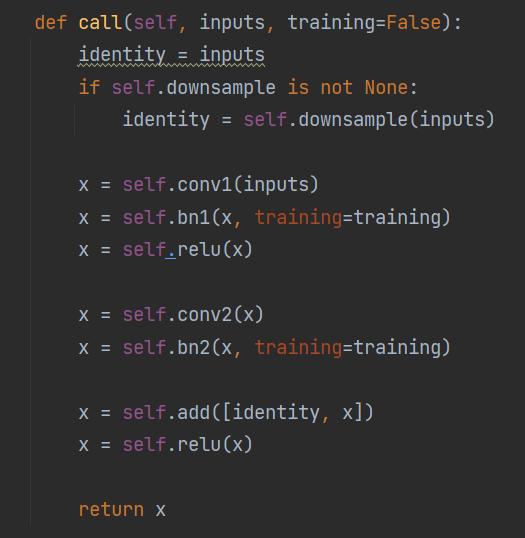 def call(self, inputs, training=False):
    identity = inputs
    if self.downsample is not None:
        identity = self.downsample(inputs)

    x = self.conv1(inputs)
    x = self.bn1(x, training=training)
    x = self.relu(x)

    x = self.conv2(x)
    x = self.bn2(x, training=training)

    x = self.add([identity, x])
    x = self.relu(x)

    return x